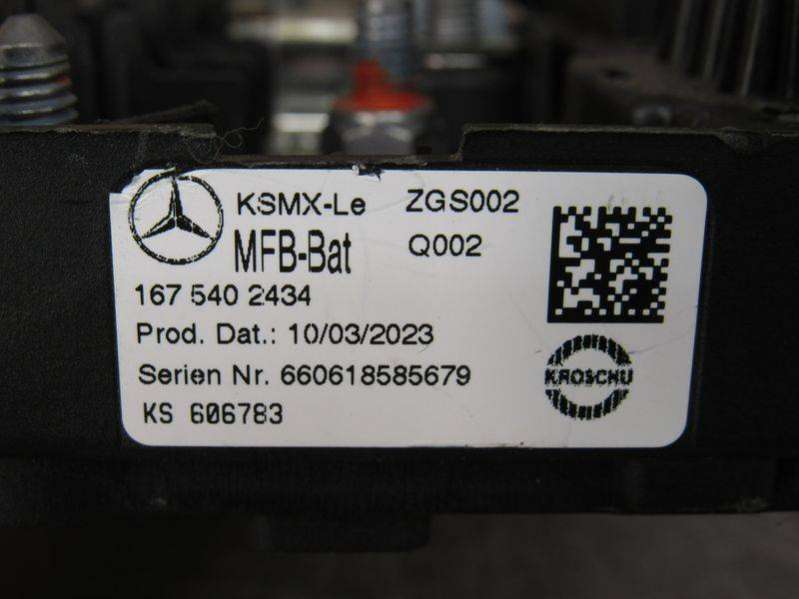 KSMX-Le ZGS002
MFB-Bat Q002
167 540 2434
Prod. Dat.: 10/03/2023
Serien Nr. 660618585679
KS 606783
KROSCHU